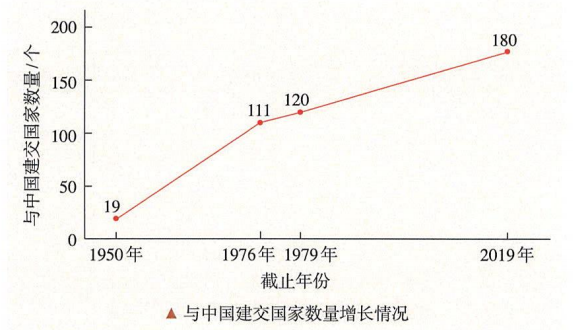 与中国建交国家数量/个
200
150
100
50
0
19
111
120
180
1950年
1976年
1979年
2019年
截止年份
▲ 与中国建交国家数量增长情况